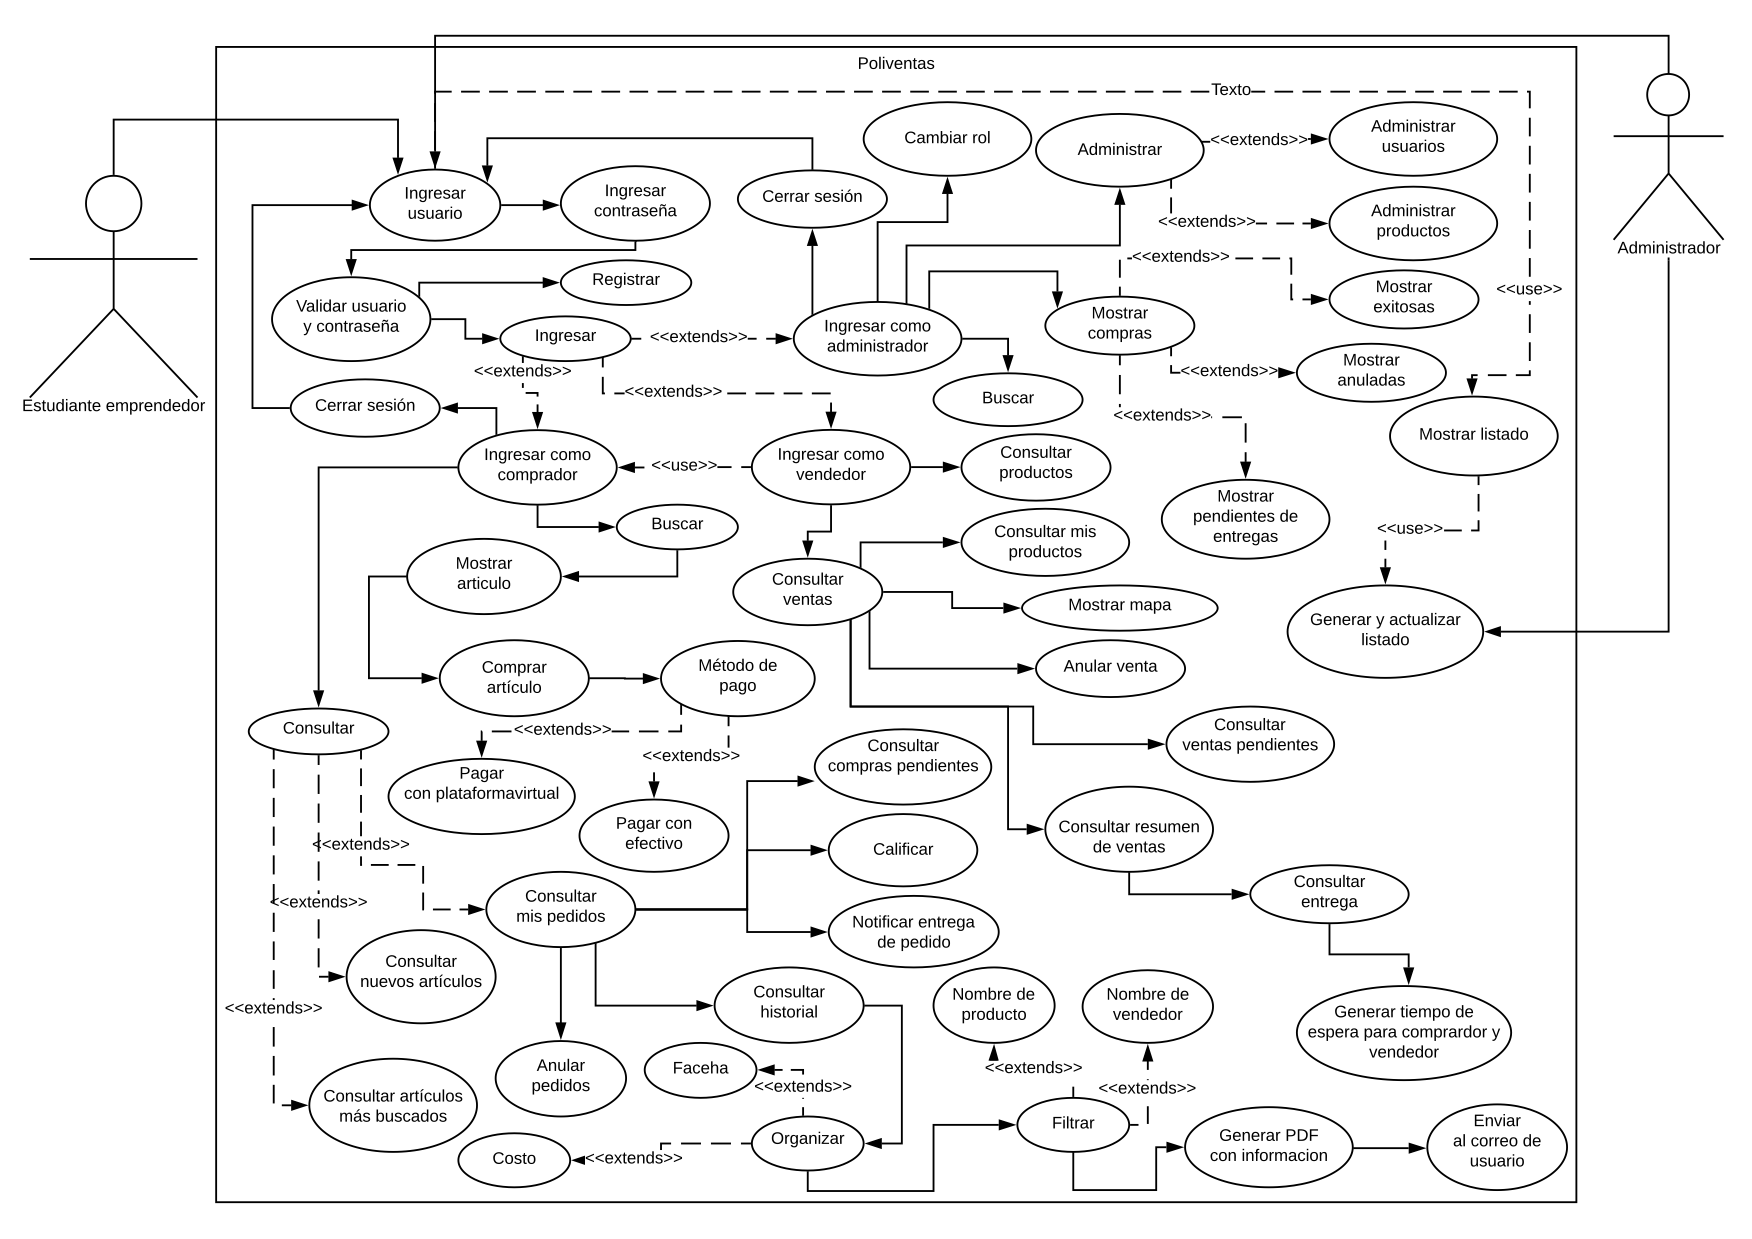 Poliventas
Texto
Cambiar rol
Administrar
<<extends>>
Administrar
usuarios
Ingresar
usuario
Ingresar
contraseña
Cerrar sesión
<<extends>>
Administrar
productos
Administrador
<<extends>>
Registrar
Mostrar
exitosas
<<use>>
Validar usuario
y contraseña
Ingresar
<<extends>>
Ingresar como
administrador
Mostrar
compras
<<extends>>
<<extends>>
Mostrar
anuladas
<<extends>>
Buscar
Estudiante emprendedor
Cerrar sesión
<<extends>>
Mostrar listado
Ingresar como
comprador
<<use>>
Ingresar como
vendedor
Consultar
productos
Mostrar
pendientes de
entregas
Buscar
<<use>>
Consultar mis
productos
Mostrar
articulo
Consultar
ventas
Mostrar mapa
Generar y actualizar
listado
Comprar
artículo
Método de
pago
Anular venta
Consultar
<<extends>>
<<extends>>
Consultar
ventas pendientes
Consultar
compras pendientes
Pagar
con plataformavirtual
Pagar con
efectivo
Consultar resumen
de ventas
<<extends>>
Calificar
<<extends>>
Consultar
mis pedidos
Consultar
entrega
Notificar entrega
de pedido
Consultar
nuevos artículos
<<extends>>
Consultar
historial
Nombre de
producto
Nombre de
vendedor
Generar tiempo de
espera para comprardor y
vendedor
Anular
pedidos
Faceha
<<extends>>
<<extends>>
<<extends>>
Consultar artículos
más buscados
Organizar
Filtrar
Costo
<<extends>>
Generar PDF
con informacion
Enviar
al correo de
usuario